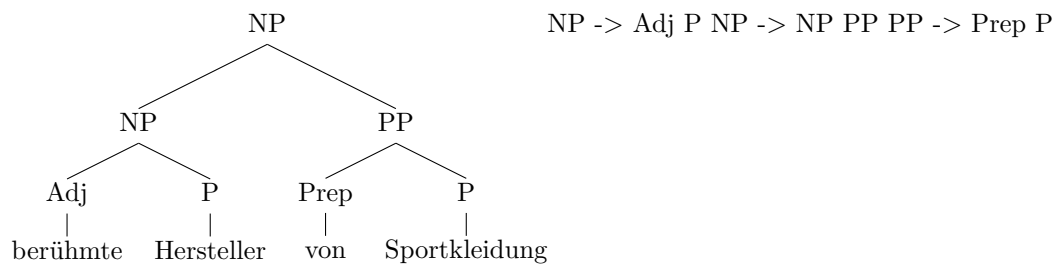 NP NP -> Adj P NP -> NP PP PP -> Prep P
NP PP
Adj P Prep P
berühmte Hersteller von Sportkleidung